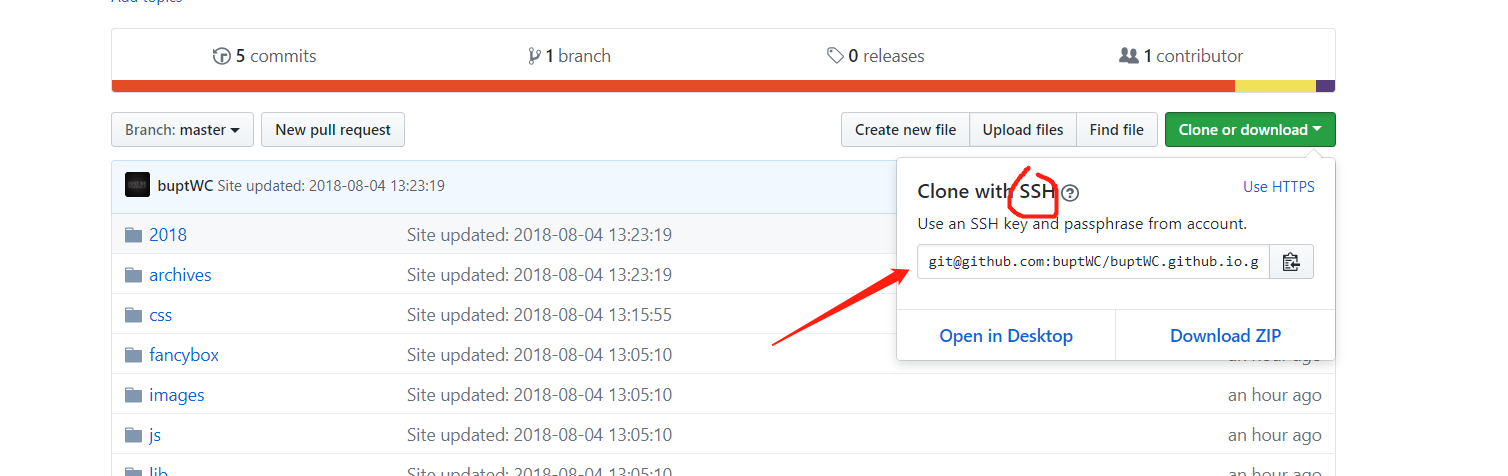 Add topics
5 commits 1 branch 0 releases 1 contributor
Branch: master New pull request Create new file Upload files Find file Clone or download
buptWC Site updated: 2018-08-04 13:23:19
Clone with SSH ? Use HTTPS
Use an SSH key and passphrase from account.
git@github.com:buptWC/buptWC.github.io.g
Open in Desktop Download ZIP
2018 Site updated: 2018-08-04 13:23:19
archives Site updated: 2018-08-04 13:23:19
css Site updated: 2018-08-04 13:15:55
fancybox Site updated: 2018-08-04 13:05:10 an hour ago
images Site updated: 2018-08-04 13:05:10 an hour ago
js Site updated: 2018-08-04 13:05:10 an hour ago
lib Site updated: 2018-08-04 13:05:10 an hour ago